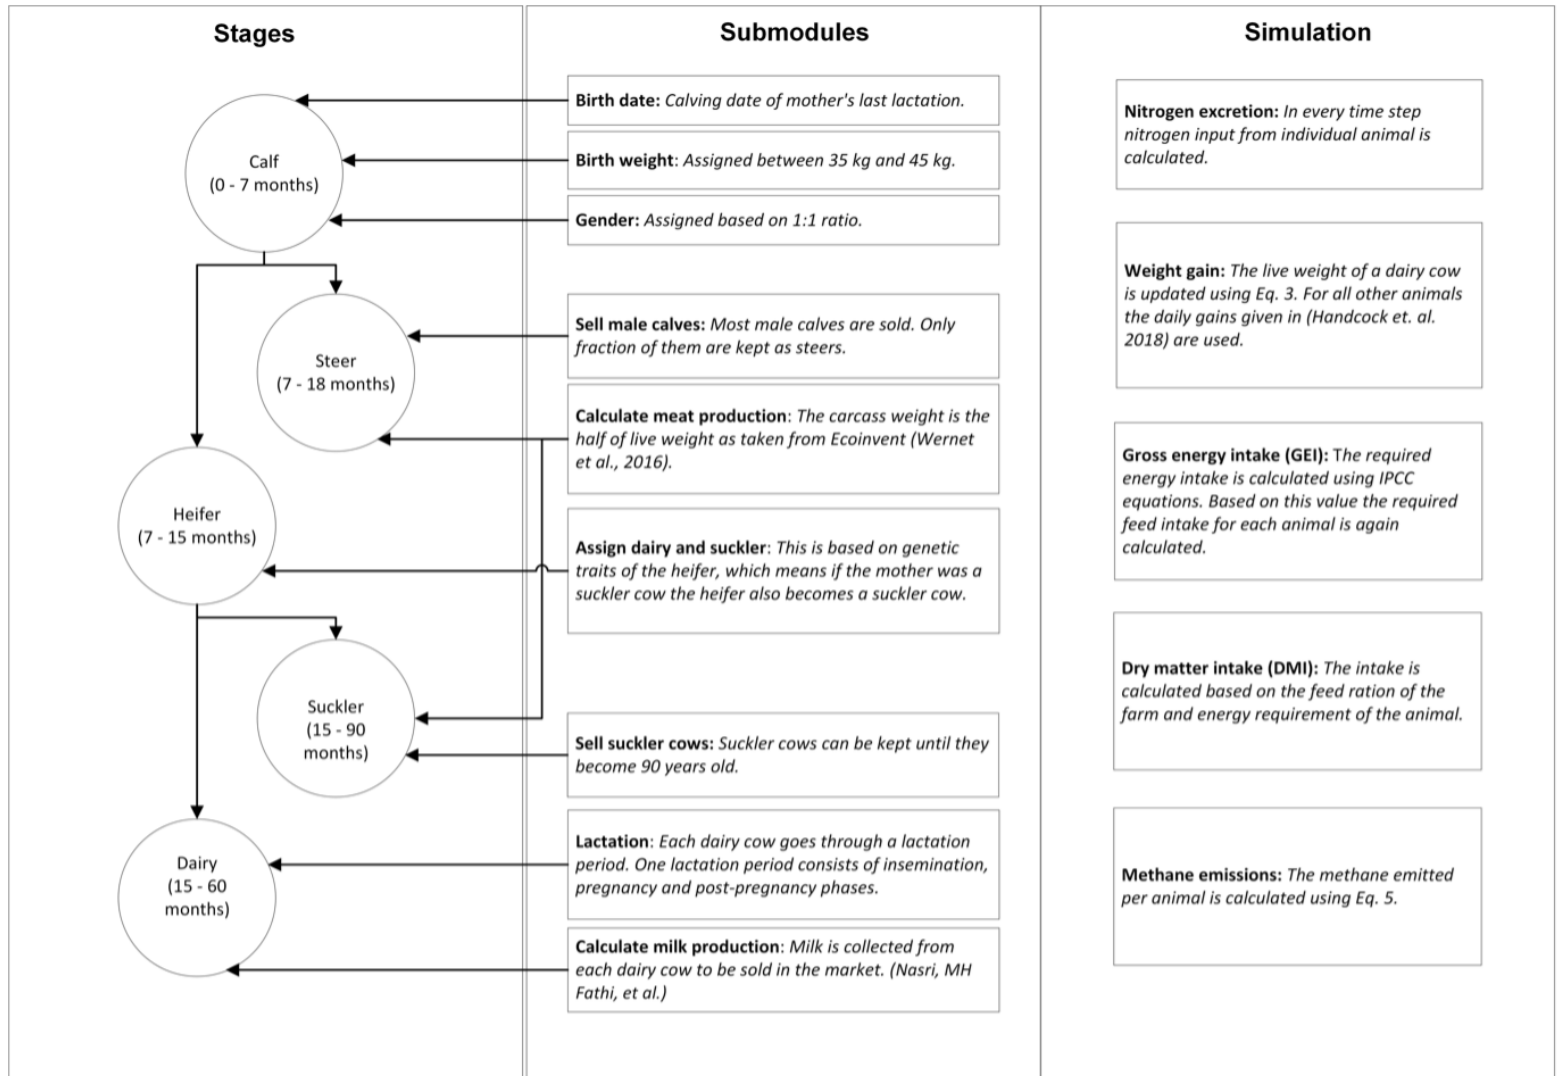 Stages
Calf
(0 - 7 months)
Steer
(7 - 18 months)
Heifer
(7 - 15 months)
Suckler
(15 - 90
months)
Dairy
(15 - 60
months)
Submodules
Birth date: Calving date of mother's last lactation.
Birth weight: Assigned between 35 kg and 45 kg.
Gender: Assigned based on 1:1 ratio.
Sell male calves: Most male calves are sold. Only
fraction of them are kept as steers.
Calculate meat production: The carcass weight is the
half of live weight as taken from Ecoinvent (Wernet
et al., 2016).
Assign dairy and suckler: This is based on genetic
traits of the heifer, which means if the mother was a
suckler cow the heifer also becomes a suckler cow.
Sell suckler cows: Suckler cows can be kept until they
become 90 years old.
Lactation: Each dairy cow goes through a lactation
period. One lactation period consists of insemination,
pregnancy and post-pregnancy phases.
Calculate milk production: Milk is collected from
each dairy cow to be sold in the market. (Nasri, MH
Fathi, et al.)
Simulation
Nitrogen excretion: In every time step
nitrogen input from individual animal is
calculated.
Weight gain: The live weight of a dairy cow
is updated using Eq. 3. For all other animals
the daily gains given in (Handcock et. al.
2018) are used.
Gross energy intake (GEI): The required
energy intake is calculated using IPCC
equations. Based on this value the required
feed intake for each animal is again
calculated.
Dry matter intake (DMI): The intake is
calculated based on the feed ration of the
farm and energy requirement of the animal.
Methane emissions: The methane emitted
per animal is calculated using Eq. 5.